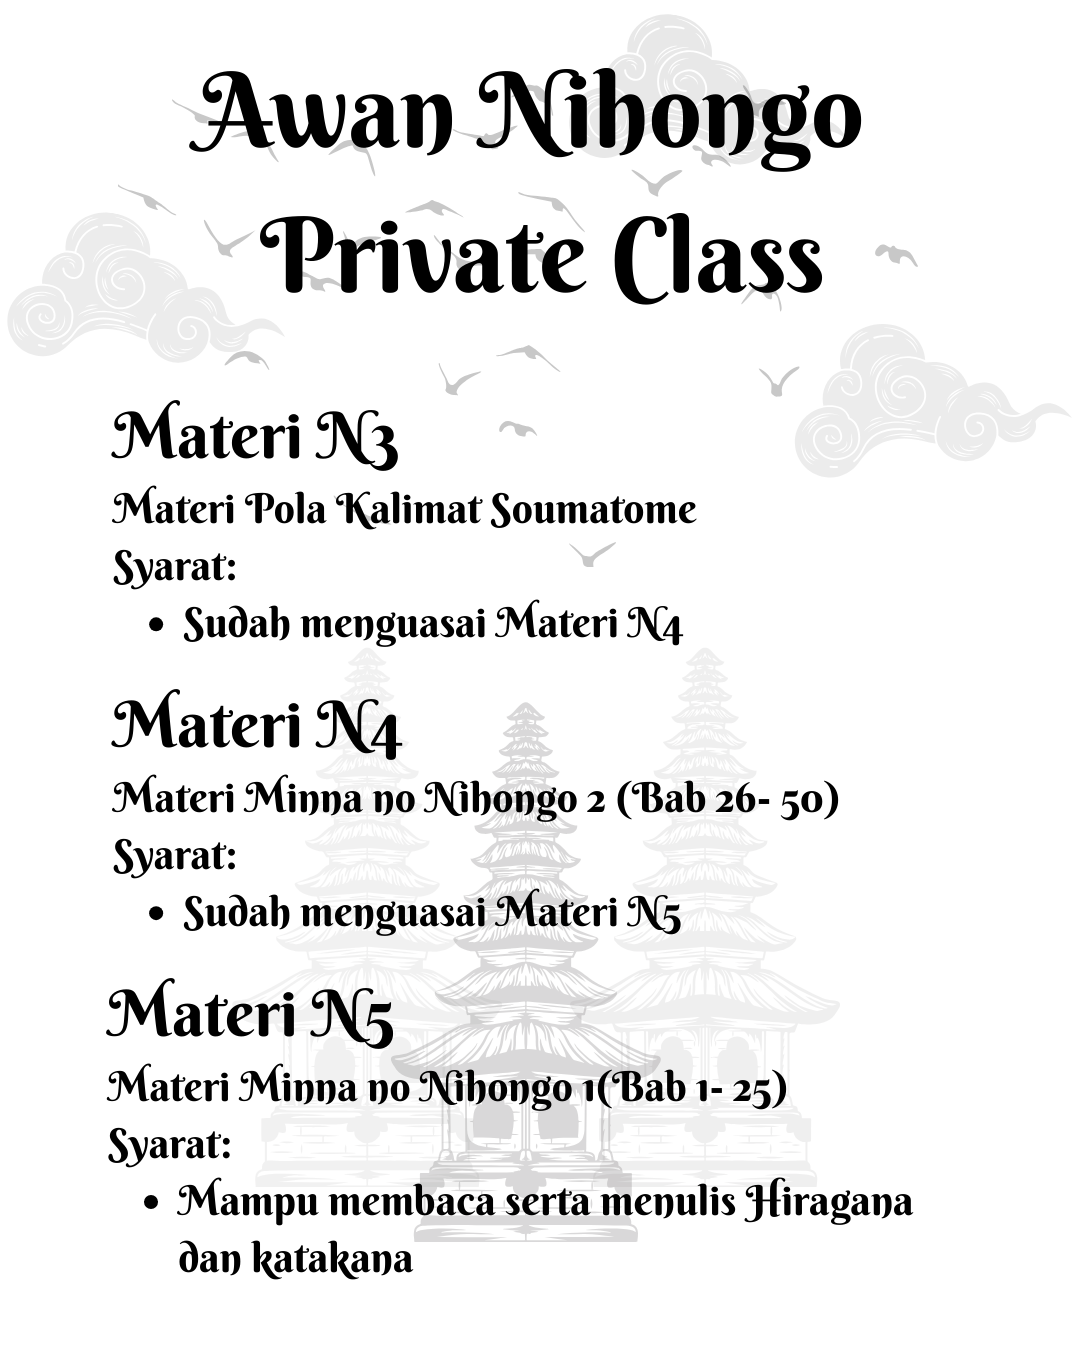 Awan Nihongo
Private Class
Materi N3
Materi Pola Kalimat Soumatome
Syarat:
• Sudah menguasai Materi N4
Materi N4
Materi Minna no Nihongo 2 (Bab 26- 50)
Syarat:
• Sudah menguasai Materi N5
Materi N5
Materi Minna no Nihongo 1(Bab 1- 25)
Syarat:
• Mampu membaca serta menulis Hiragana
dan katakana